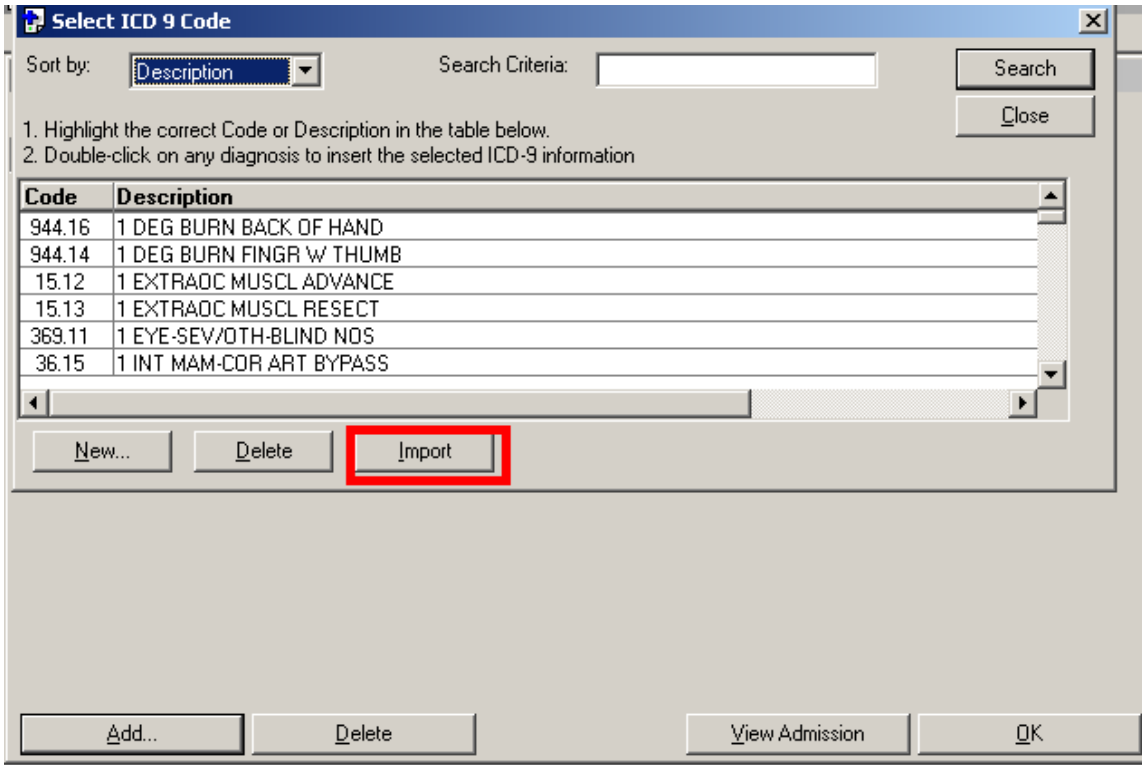 Select ICD 9 Code
Sort by: Description Search Criteria: Search
Close
1. Highlight the correct Code or Description in the table below.
2. Double-click on any diagnosis to insert the selected ICD-9 information
Code Description
944.16 1 DEG BURN BACK OF HAND
944.14 1 DEG BURN FINGR W THUMB
15.12 1 EXTRAOC MUSCL ADVANCE
15.13 1 EXTRAOC MUSCL RESECT
369.11 1 EYE-SEV/OTH-BLIND NOS
36.15 1 INT MAM-COR ART BYPASS
New... Delete Import
Add... Delete View Admission OK